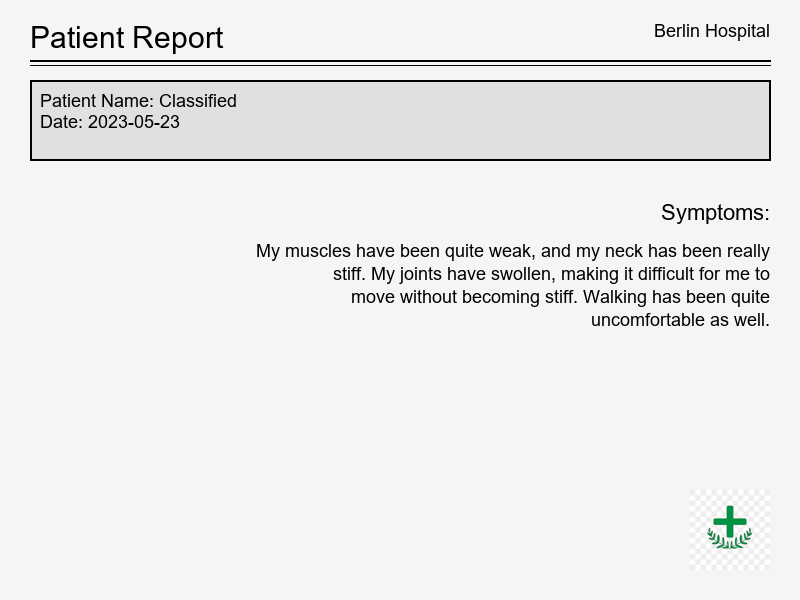 Patient Report
Berlin Hospital
Patient Name: Classified
Date: 2023-05-23
Symptoms:
My muscles have been quite weak, and my neck has been really
stiff. My joints have swollen, making it difficult for me to
move without becoming stiff. Walking has been quite
uncomfortable as well.